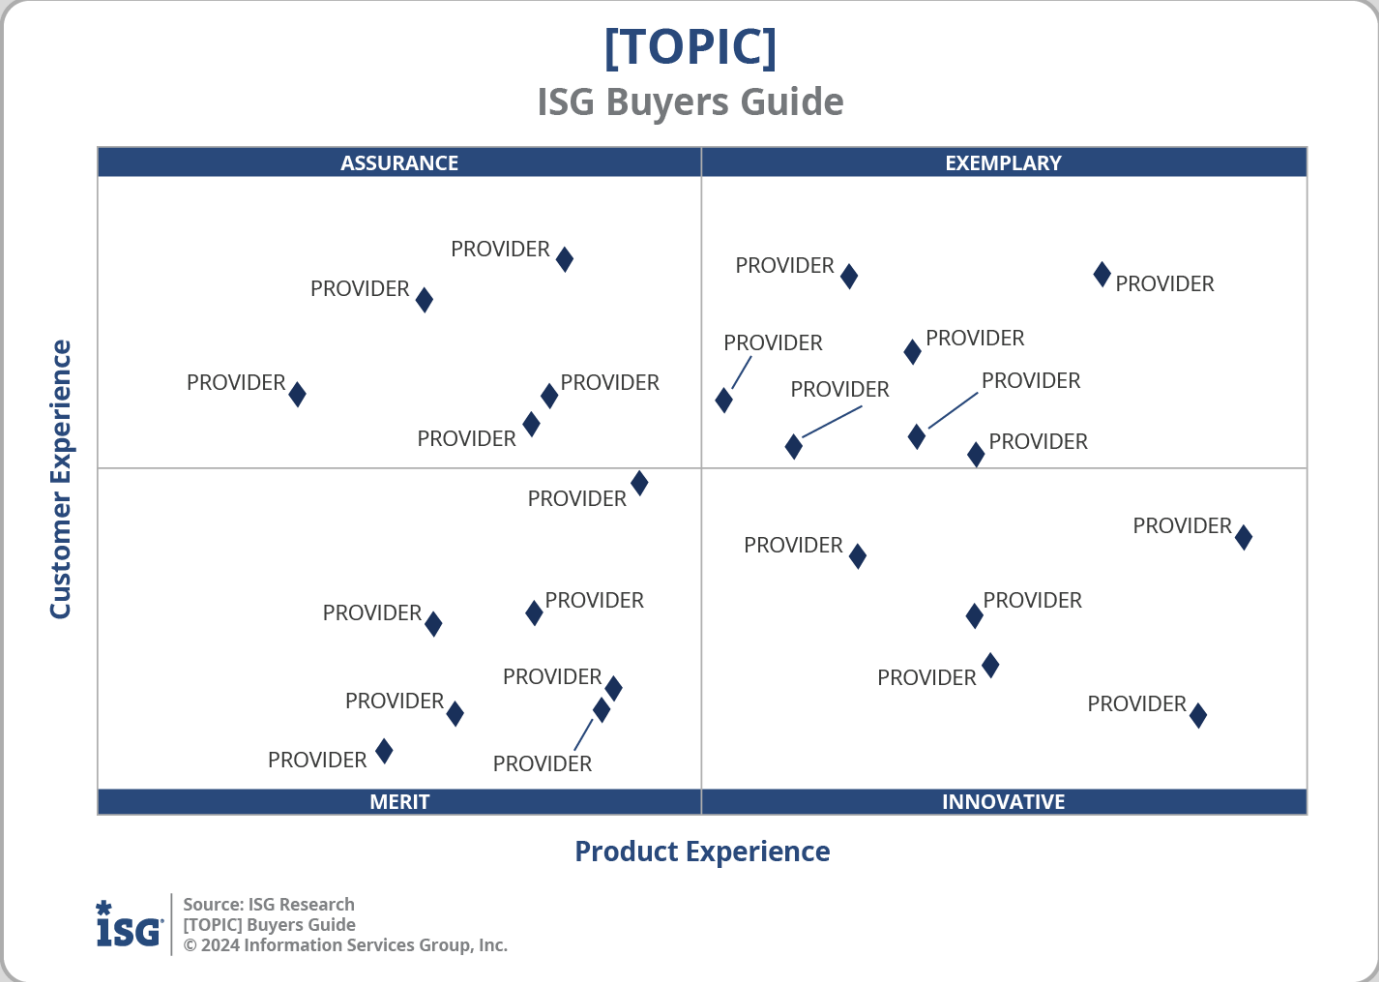 [TOPIC]
ISG Buyers Guide
ASSURANCE
EXEMPLARY
PROVIDER
PROVIDER
PROVIDER
PROVIDER
PROVIDER
PROVIDER
PROVIDER
PROVIDER
PROVIDER
PROVIDER
PROVIDER
PROVIDER
Customer Experience
PROVIDER
PROVIDER
PROVIDER
PROVIDER
PROVIDER
PROVIDER
PROVIDER
PROVIDER
PROVIDER
PROVIDER
PROVIDER
PROVIDER
MERIT
INNOVATIVE
Product Experience
ISG
Source: ISG Research
[TOPIC] Buyers Guide
© 2024 Information Services Group, Inc.